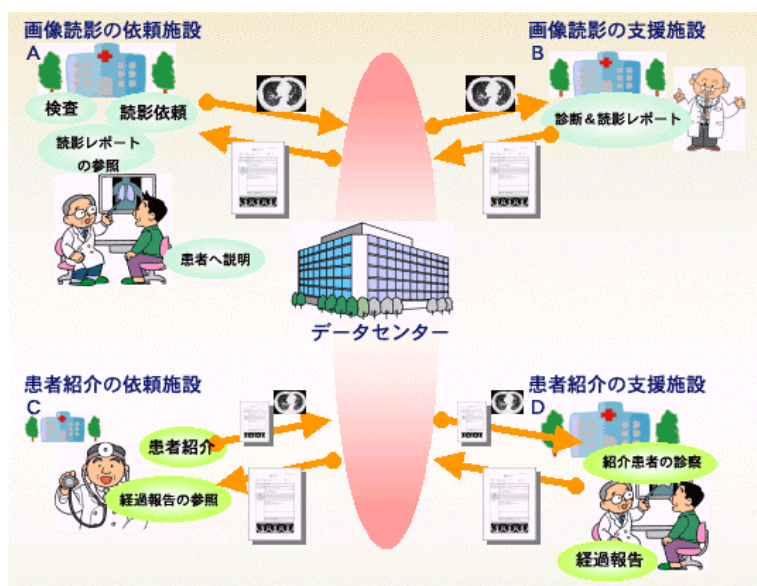 画像読影の依頼施設
A
検査
読影依頼
読影レポート
の参照
患者へ説明
画像読影の支援施設
B
診断&読影レポート
データセンター
患者紹介の依頼施設
C
患者紹介
経過報告の参照
患者紹介の支援施設
D
紹介患者の診察
経過報告